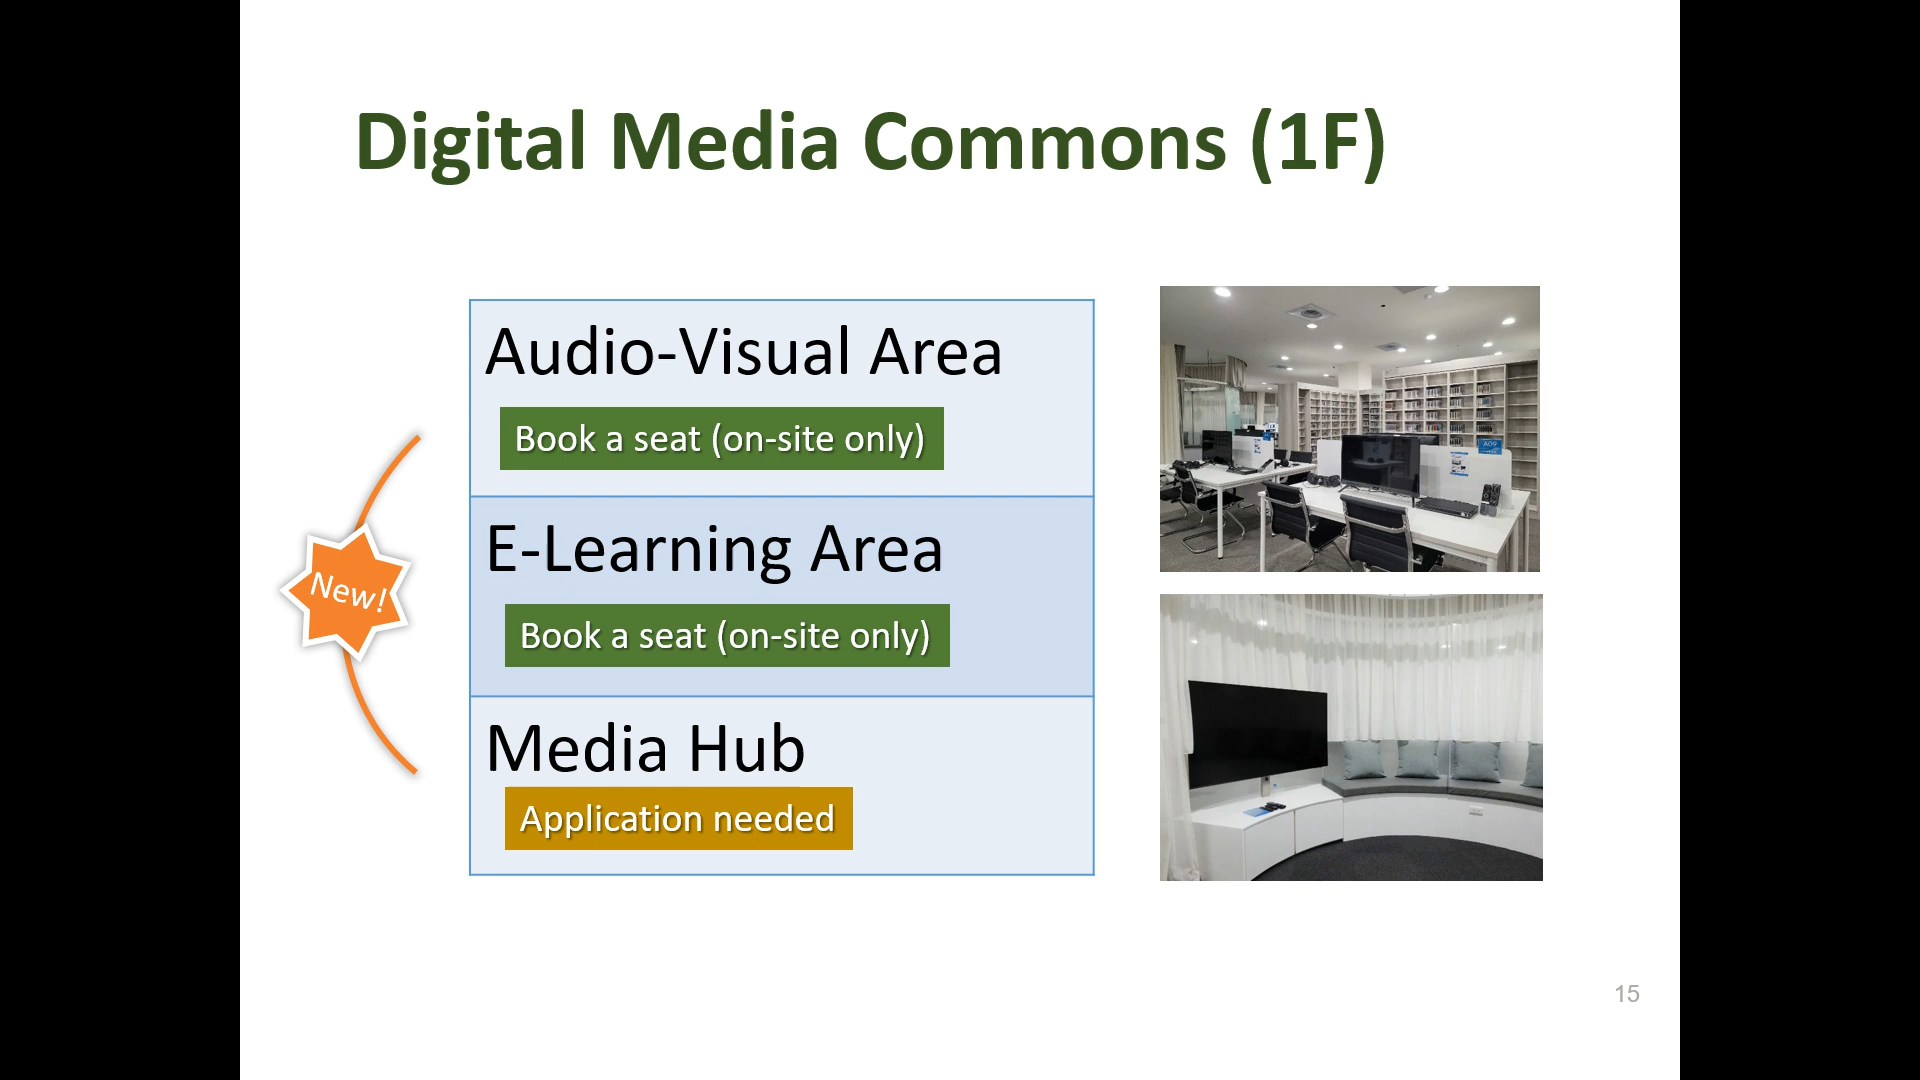 Digital Media Commons (1F)
Audio-Visual Area
Book a seat (on-site only)
New!
E-Learning Area
Book a seat (on-site only)
Media Hub
Application needed
A09
15